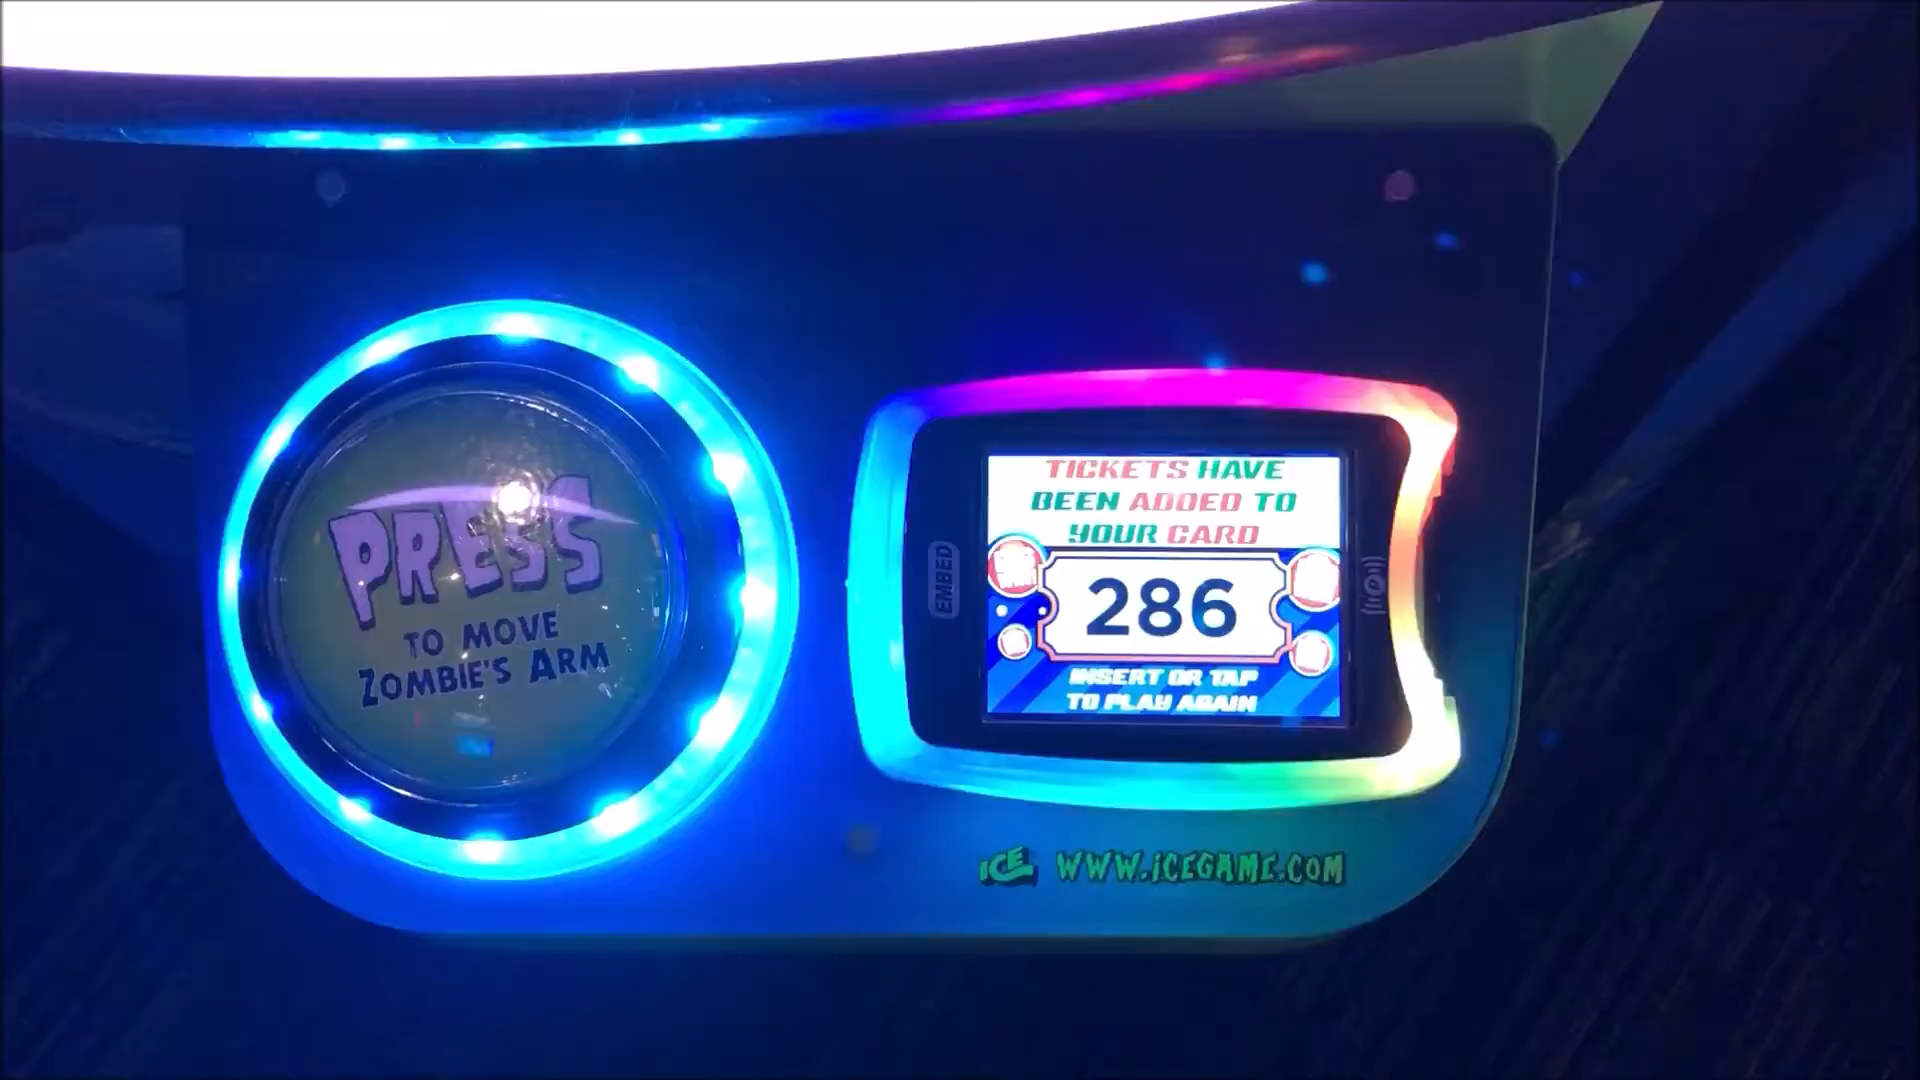 PRESS
TO MOVE
ZOMBIE'S ARM
TICKETS HAVE
BEEN ADDED TO
YOUR CARD
EMBED
286
INSERT OR TAP
TO PLAY AGAIN
ICE WWW.ICEGAME.COM